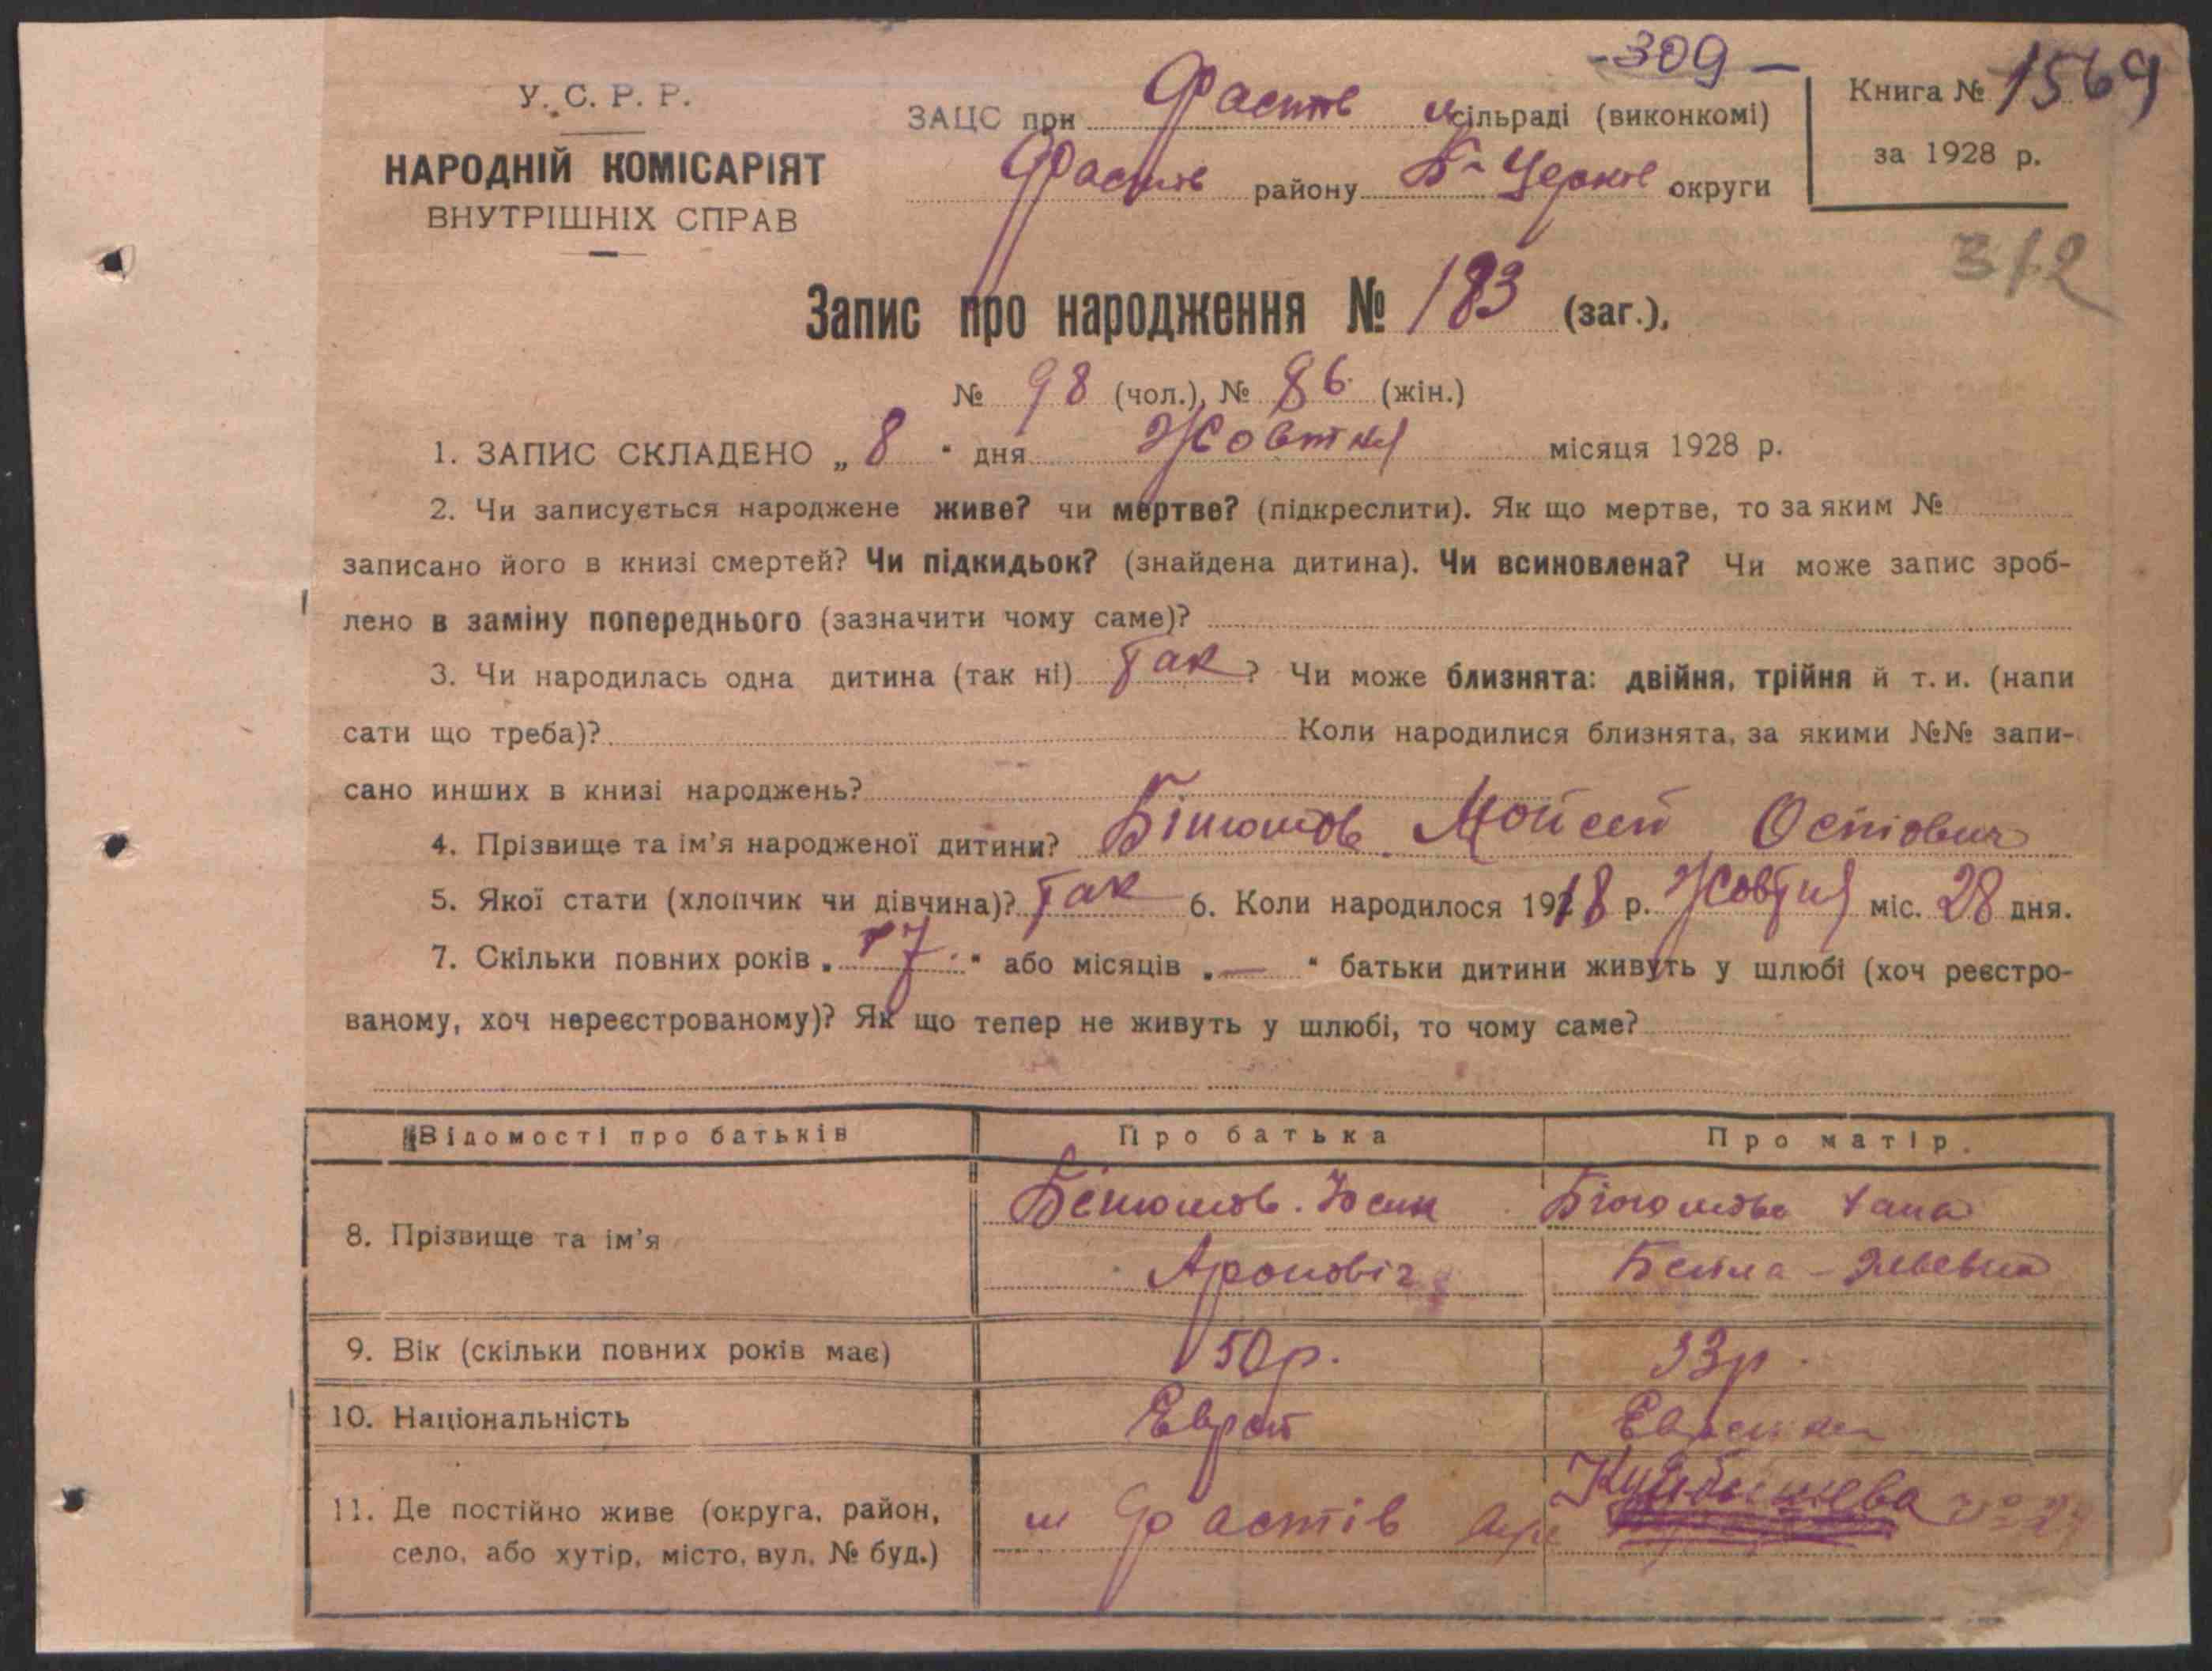 -309-
У. С. Р. Р.
НАРОДНІЙ КОМІСАРІЯТ
ВНУТРІШНІХ СПРАВ
ЗАЦС при Фастів сільраді (виконкомі)
Фастів району Б-Церків округи
Книга № 1569
за 1928 р.
312
Запис про народження № 183 (заг.),
№ 98 (чол.), № 86 (жін.)
1. ЗАПИС СКЛАДЕНО „ 8 " дня Жовтня місяця 1928 р.
2. Чи записується народжене живе? чи мертве? (підкреслити). Як що мертве, то за яким №
записано його в книзі смертей? Чи підкидьок? (знайдена дитина). Чи всиновлена? Чи може запис зроб-
лено в заміну попереднього (зазначити чому саме)?
3. Чи народилась одна дитина (так ні) Так? Чи може близнята: двійня, трійня й т. и. (напи
сати що треба)? Коли народилися близнята, за якими №№ запи-
сано инших в книзі народжень?
4. Прізвище та ім'я народженої дитини? Мойсей
5. Якої стати (хлопчик чи дівчина)? Так 6. Коли народилося 1918 р. Жовтня міс. 28 дня.
7. Скільки повних років „ 7 " або місяців „ — " батьки дитини живуть у шлюбі (хоч реєстро-
ваному, хоч нереєстрованому)? Як що тепер не живуть у шлюбі, то чому саме?
Відомості про батьків Про батька Про матір.
8. Прізвище та ім'я
Аронович
9. Вік (скільки повних років має) 50р. 33р.
10. Національність Еврей Еврейка
11. Де постійно живе (округа, район,
село, або хутір, місто, вул. № буд.)
м Фастів вул Куйбишева № 24